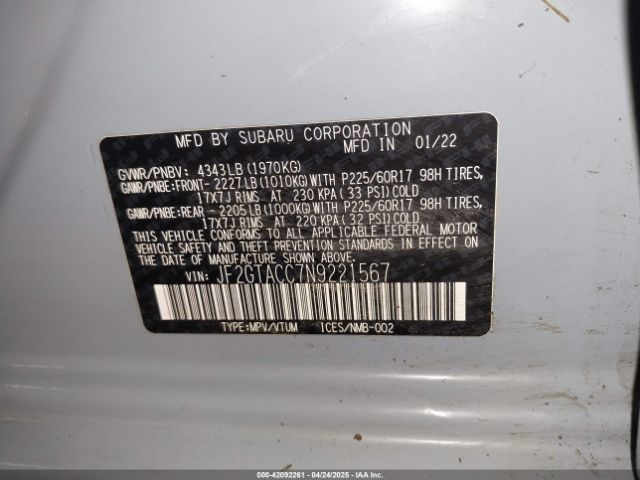 MFD BY SUBARU CORPORATION
MFD IN 01/22
GVWR/PNBV: 4343LB(1970KG)
GAWR/PNBE:FRONT-2227LB(1010KG)WITH P225/60R17 98H TIRES,
17X7J RIMS AT 230 KPA(33 PSI)COLD
GAWR/PNBE:REAR -2205LB(1000KG)WITH P225/60R17 98H TIRES,
17X7J RIMS AT 220 KPA(32 PSI)COLD
THIS VEHICLE CONFORMS TO ALL APPLICABLE FEDERAL MOTOR
VEHICLE SAFETY AND THEFT PREVENTION STANDARDS IN EFFECT ON
THE DATE OF MANUFACTURE SHOWN ABOVE.
VIN: JF2GTACC7N9221567
TYPE:MPV/VTUM ICES/NMB-002
000-42092261 - 04/24/2025 - Copyright © 2025 IAA, LLC